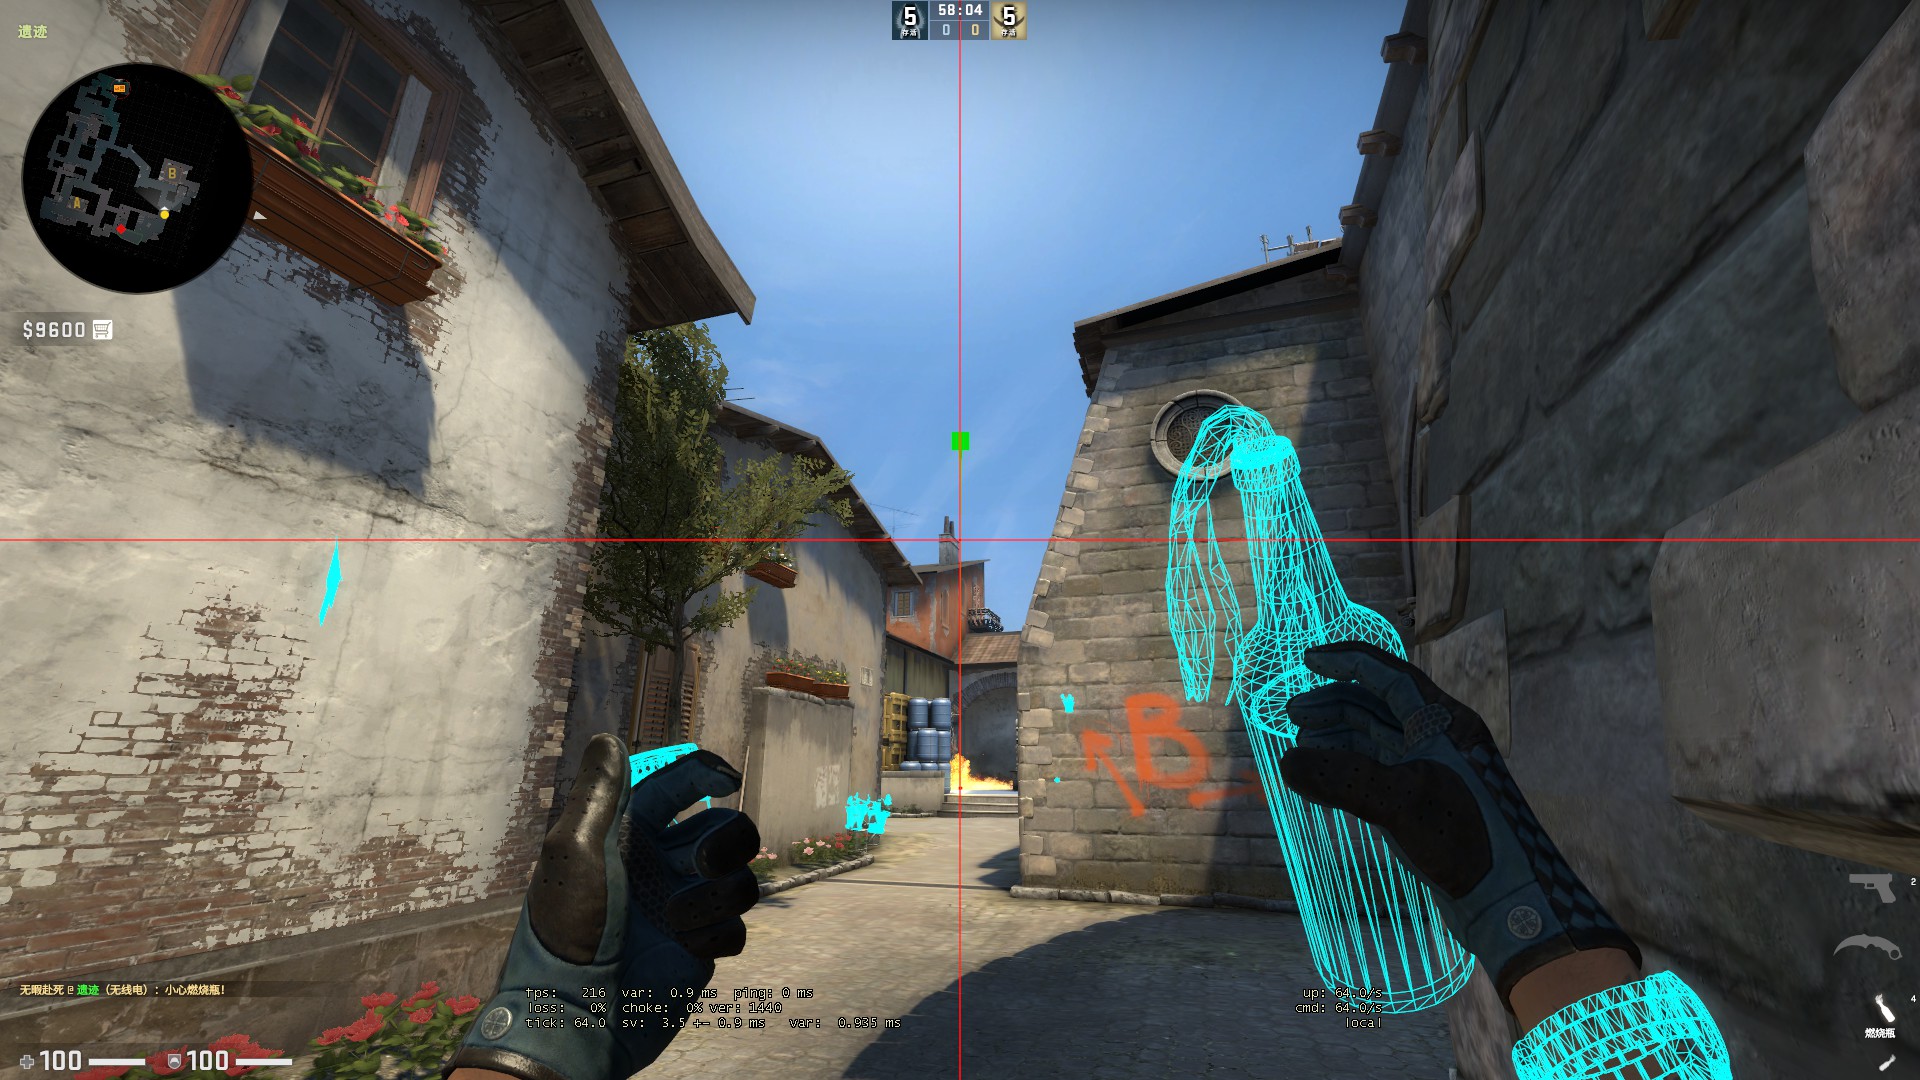 遗迹
5 58:04 5
存活 0 0 存活
B
A
$9600
B
2
无暇赴死@遗迹（无线电）：小心燃烧瓶！
fps: 216 var: 0.9 ms ping: 0 ms
loss: 0% choke: 0% ver: 1440
tick: 64.0 sv: 3.5 +- 0.9 ms var: 0.935 ms
up: 64.0/s
cmd: 64.0/s
local
4
燃烧瓶
100 100